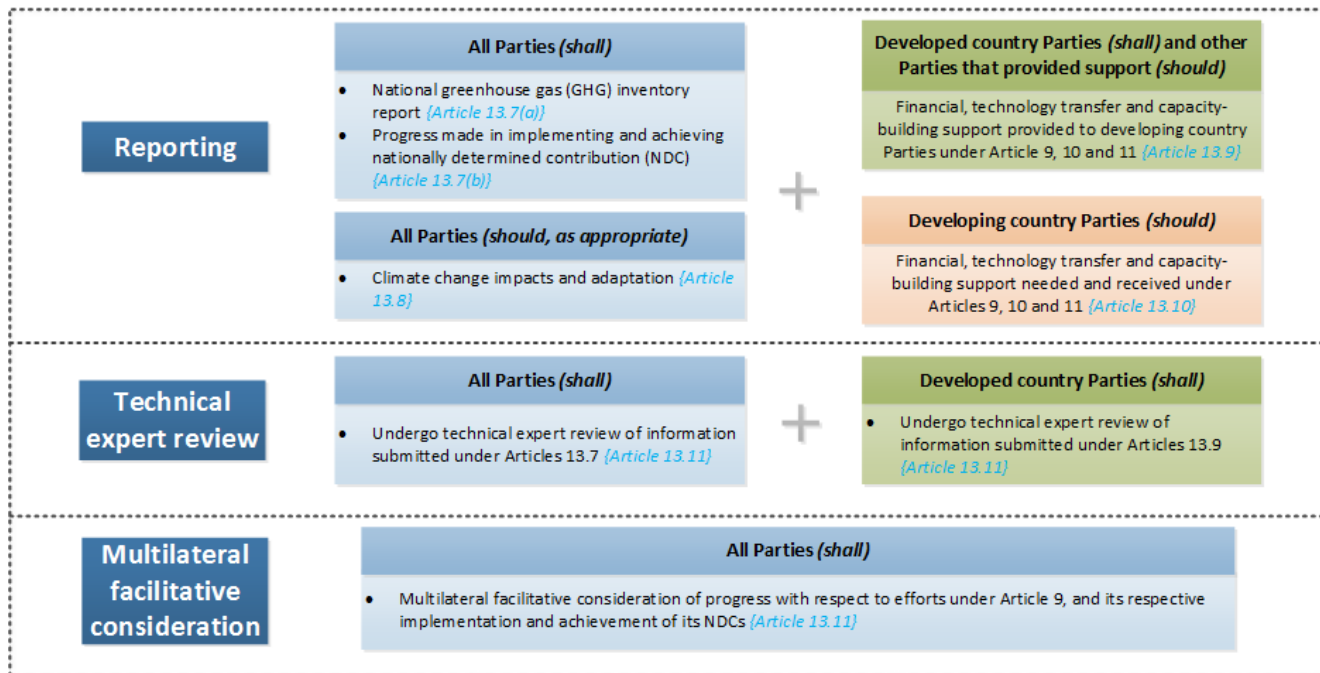 Reporting
All Parties (shall)
• National greenhouse gas (GHG) inventory
report {Article 13.7(a)}
• Progress made in implementing and achieving
nationally determined contribution (NDC)
{Article 13.7(b)}
All Parties (should, as appropriate)
• Climate change impacts and adaptation {Article
13.8}
+
Developed country Parties (shall) and other
Parties that provided support (should)
Financial, technology transfer and capacity-
building support provided to developing country
Parties under Article 9, 10 and 11 {Article 13.9}
Developing country Parties (should)
Financial, technology transfer and capacity-
building support needed and received under
Articles 9, 10 and 11 {Article 13.10}
Technical
expert review
All Parties (shall)
• Undergo technical expert review of information
submitted under Articles 13.7 {Article 13.11}
+
Developed country Parties (shall)
• Undergo technical expert review of
information submitted under Articles 13.9
{Article 13.11}
Multilateral
facilitative
consideration
All Parties (shall)
• Multilateral facilitative consideration of progress with respect to efforts under Article 9, and its respective
implementation and achievement of its NDCs {Article 13.11}